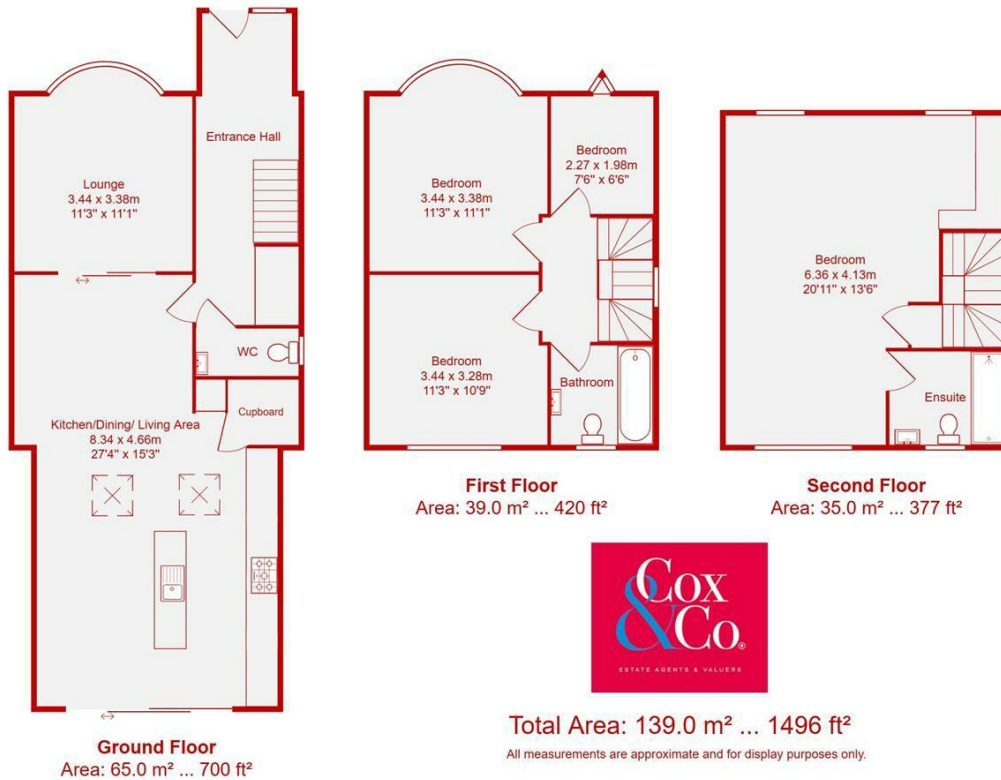 Entrance Hall
Lounge
3.44 x 3.38m
11'3" x 11'1"
WC
Cupboard
Kitchen/Dining/ Living Area
8.34 x 4.66m
27'4" x 15'3"
Ground Floor
Area: 65.0 m² ... 700 ft²
Bedroom
2.27 x 1.98m
7'6" x 6'6"
Bedroom
3.44 x 3.38m
11'3" x 11'1"
Bedroom
3.44 x 3.28m
11'3" x 10'9"
Bathroom
First Floor
Area: 39.0 m² ... 420 ft²
Bedroom
6.36 x 4.13m
20'11" x 13'6"
Ensuite
Second Floor
Area: 35.0 m² ... 377 ft²
Cox
&Co.®
ESTATE AGENTS & VALUERS
Total Area: 139.0 m² ... 1496 ft²
All measurements are approximate and for display purposes only.